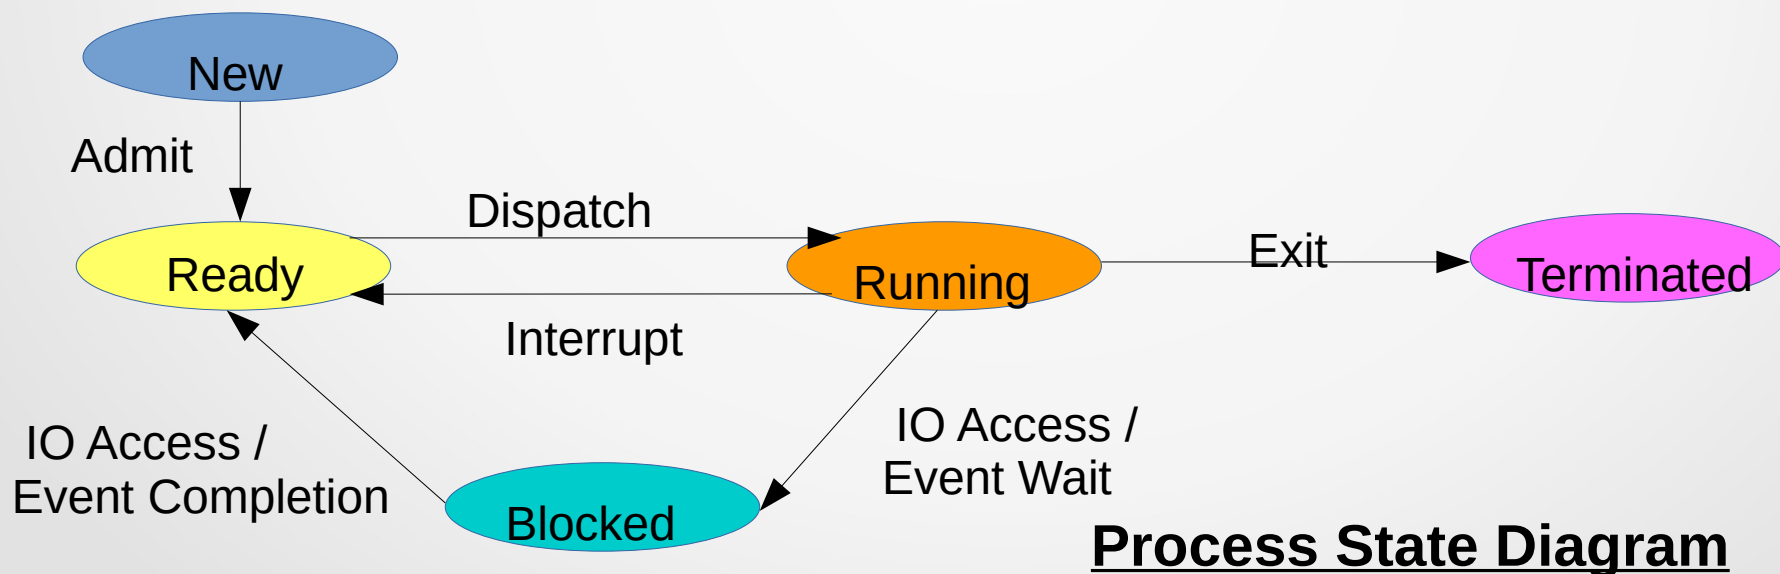 New
Admit
Dispatch
Ready
Running
Exit
Terminated
Interrupt
IO Access /
Event Completion
IO Access /
Event Wait
Blocked
Process State Diagram